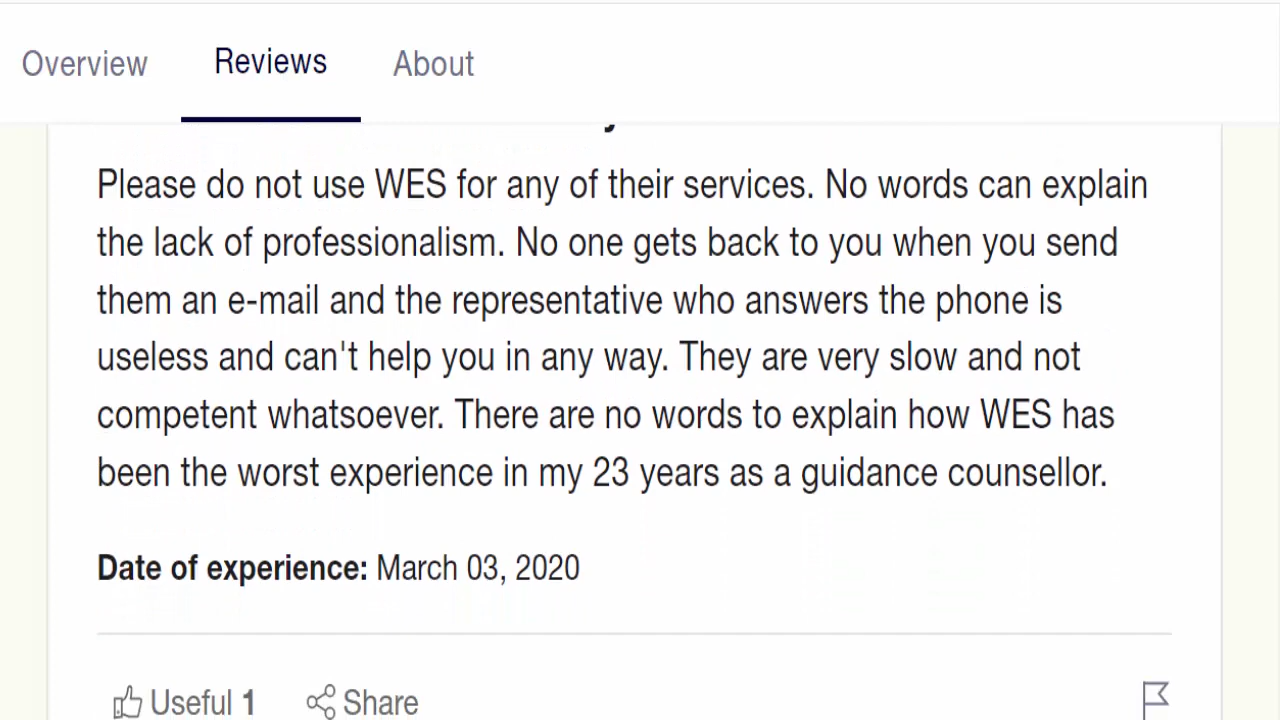 Overview Reviews About
Please do not use WES for any of their services. No words can explain
the lack of professionalism. No one gets back to you when you send
them an e-mail and the representative who answers the phone is
useless and can't help you in any way. They are very slow and not
competent whatsoever. There are no words to explain how WES has
been the worst experience in my 23 years as a guidance counsellor.
Date of experience: March 03, 2020
Useful 1 Share